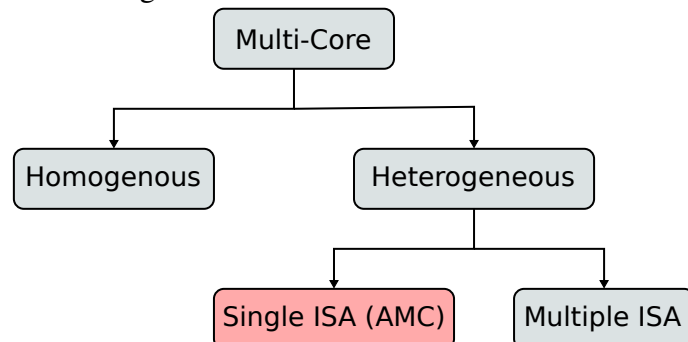 Multi-Core
Homogenous
Heterogeneous
Single ISA (AMC)
Multiple ISA